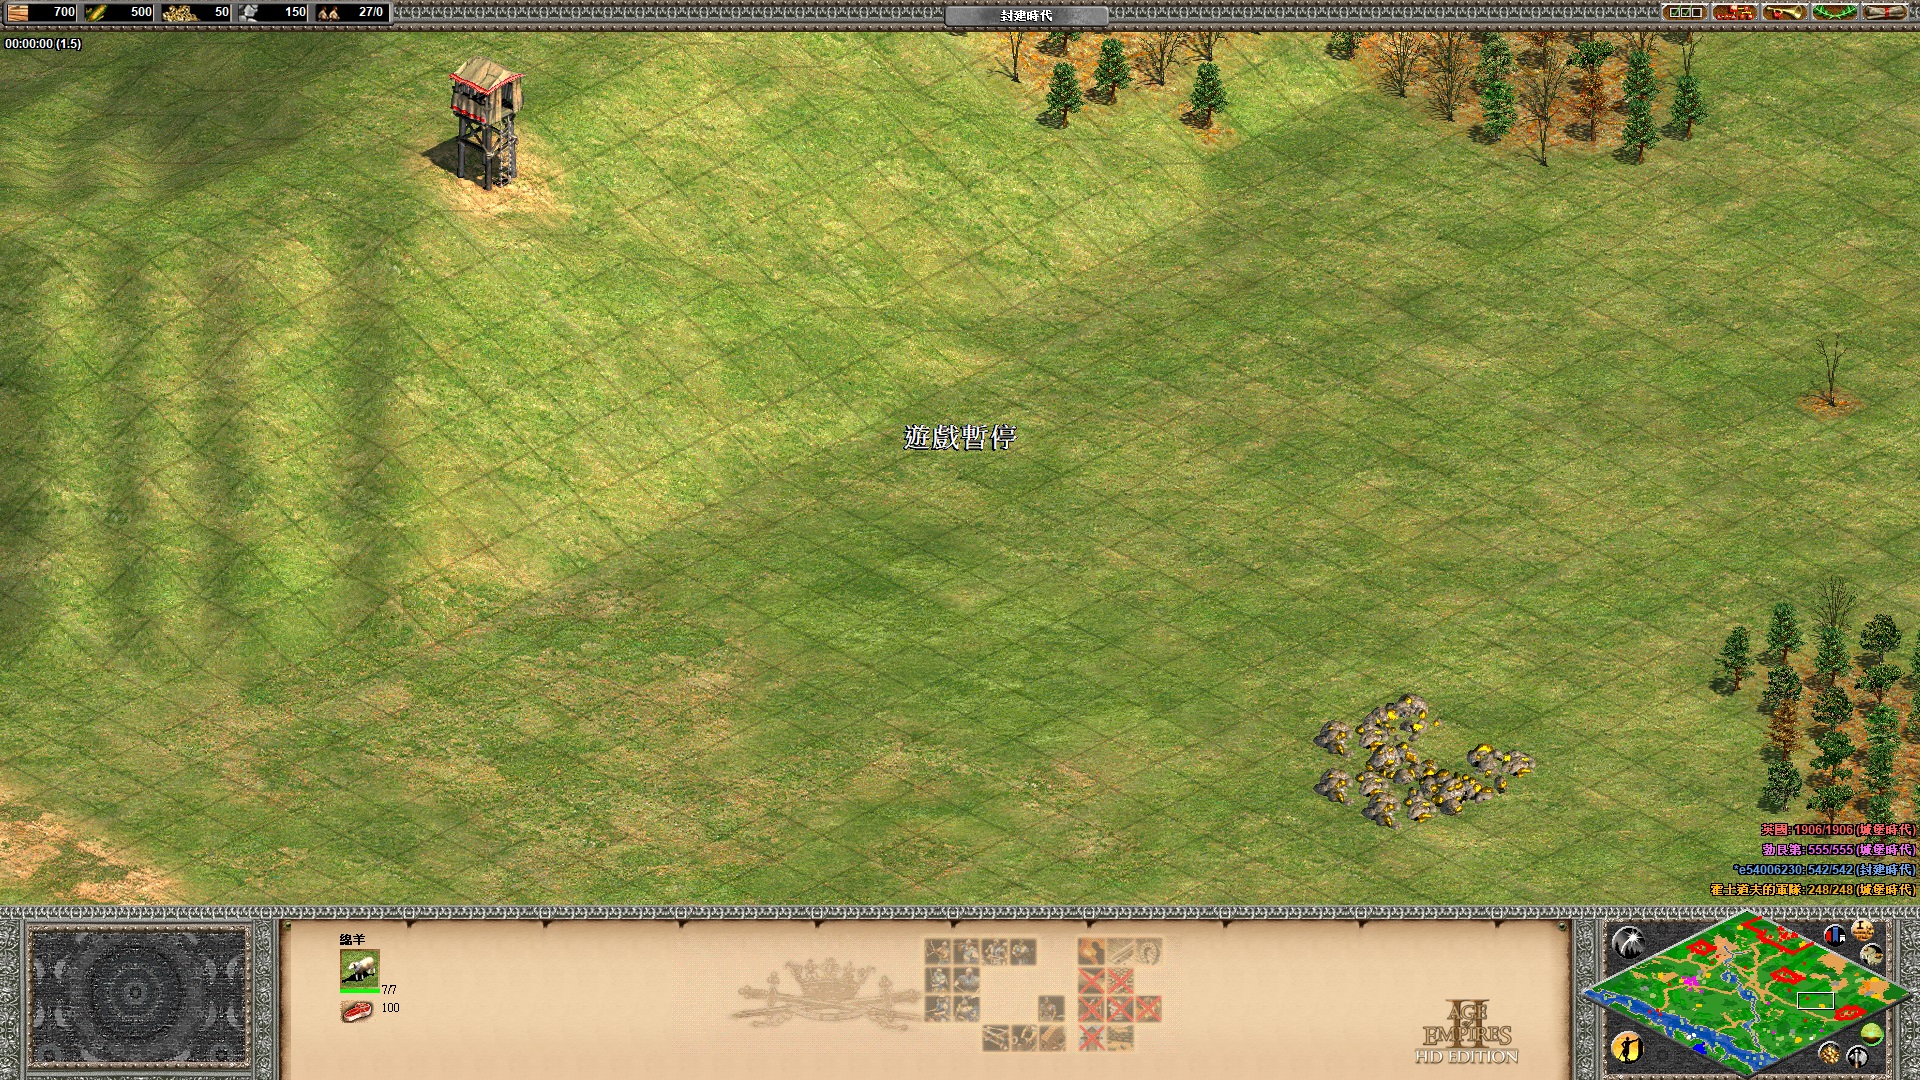 700 500 50 150 27/0
封建時代
00:00:00 (1.5)
遊戲暫停
英國: 1906/1906 (城堡時代)
勃艮第: 555/555 (城堡時代)
*e54006230: 542/542 (封建時代)
霍士道夫的軍隊: 248/248 (城堡時代)
綿羊
7/7
100
AGE
OF
EMPIRES
II
HD EDITION